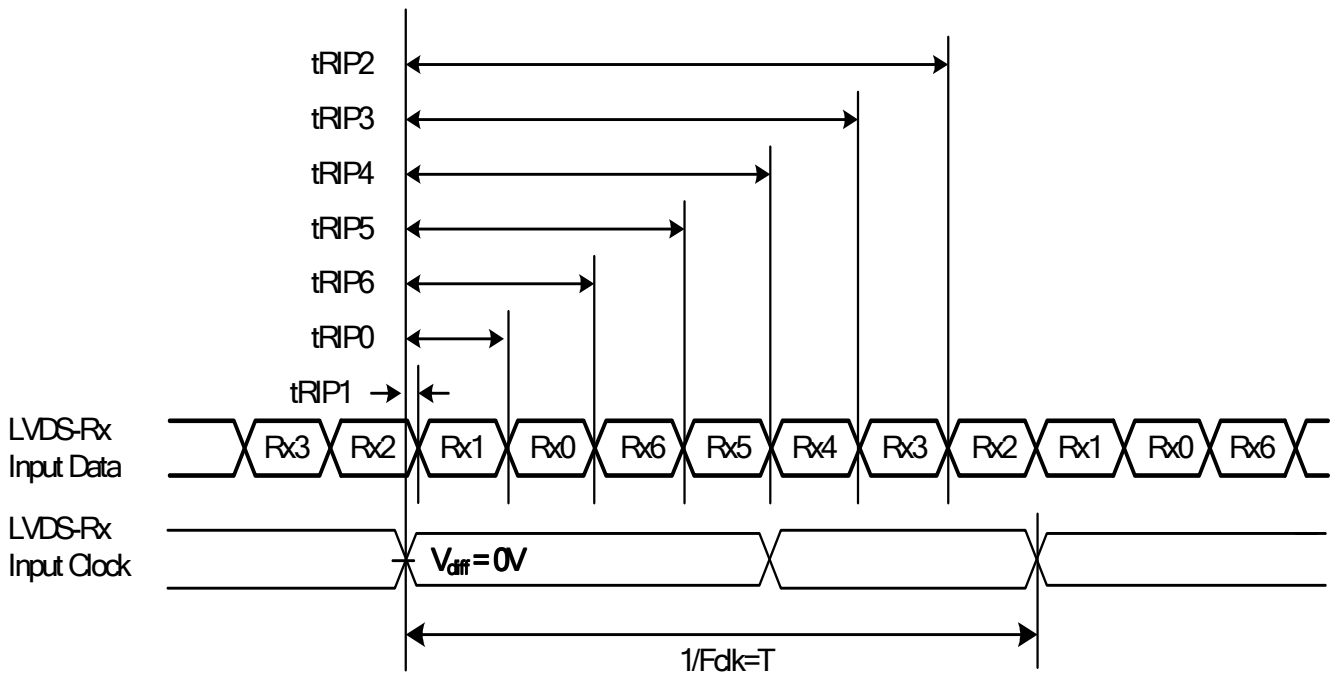 tRIP2
tRIP3
tRIP4
tRIP5
tRIP6
tRIP0
tRIP1
LVDS-Rx
Input Data
Rx3 Rx2 Rx1 Rx0 Rx6 Rx5 Rx4 Rx3 Rx2 Rx1 Rx0 Rx6
LVDS-Rx
Input Clock
Vdiff = 0V
1/Fclk=T